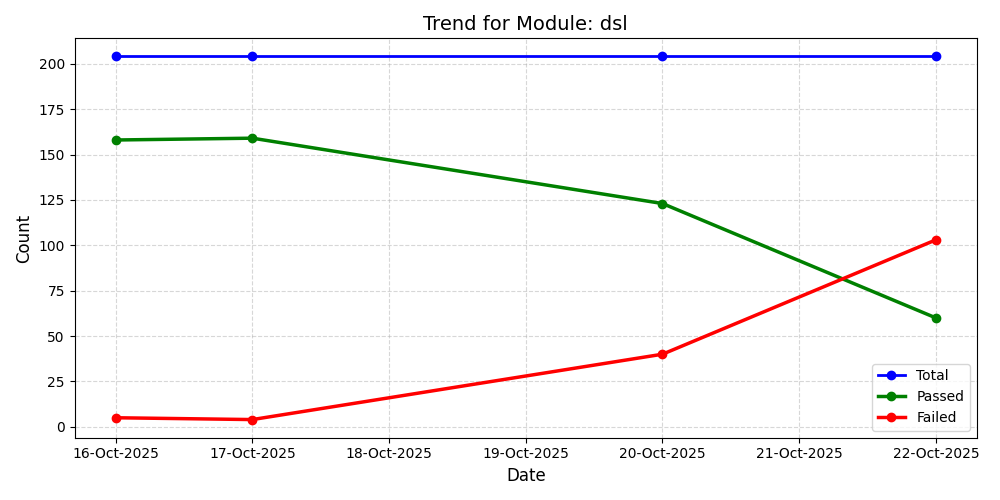 Trend for Module: dsl
Count
200
175
150
125
100
75
50
25
0
Total
Passed
Failed
16-Oct-2025 17-Oct-2025 18-Oct-2025 19-Oct-2025 20-Oct-2025 21-Oct-2025 22-Oct-2025
Date